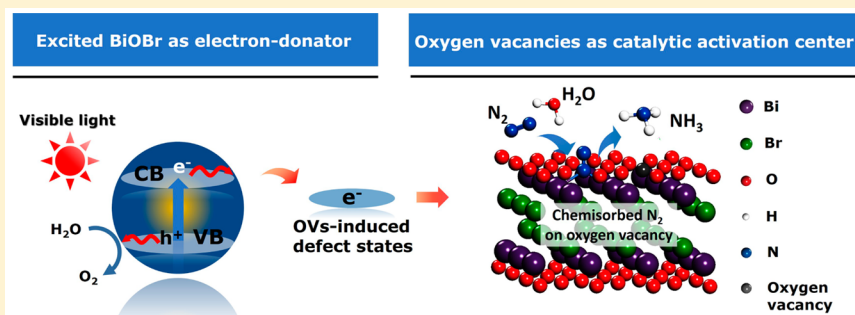 Excited BiOBr as electron-donator
Oxygen vacancies as catalytic activation center
Visible light
CB
e⁻
h⁺
VB
H₂O
O₂
e⁻
OVs-induced
defect states
N₂
H₂O
NH₃
Chemisorbed N₂
on oxygen vacancy
Bi
Br
O
H
N
Oxygen
vacancy